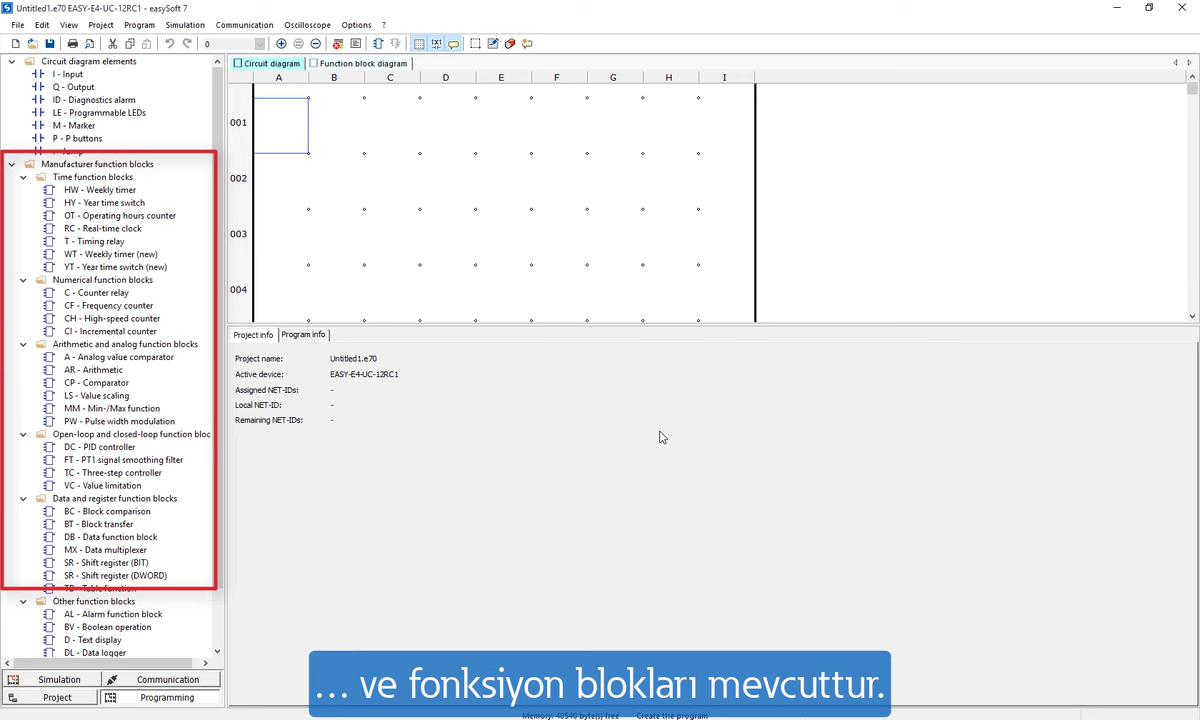 Untitled1.e70 EASY-E4-UC-12RC1 - easySoft 7
File Edit View Project Program Simulation Communication Oscilloscope Options ?
0
Circuit diagram elements
I - Input
Q - Output
ID - Diagnostics alarm
LE - Programmable LEDs
M - Marker
P - P buttons
Manufacturer function blocks
Time function blocks
HW - Weekly timer
HY - Year time switch
OT - Operating hours counter
RC - Real-time clock
T - Timing relay
WT - Weekly timer (new)
YT - Year time switch (new)
Numerical function blocks
C - Counter relay
CF - Frequency counter
CH - High-speed counter
CI - Incremental counter
Arithmetic and analog function blocks
A - Analog value comparator
AR - Arithmetic
CP - Comparator
LS - Value scaling
MM - Min-/Max function
PW - Pulse width modulation
Open-loop and closed-loop function bloc
DC - PID controller
FT - PT1 signal smoothing filter
TC - Three-step controller
VC - Value limitation
Data and register function blocks
BC - Block comparison
BT - Block transfer
DB - Data function block
MX - Data multiplexer
SR - Shift register (BIT)
SR - Shift register (DWORD)
TB - Table function
Other function blocks
AL - Alarm function block
BV - Boolean operation
D - Text display
DL - Data logger
Simulation Communication
Project Programming
Circuit diagram Function block diagram
A B C D E F G H I
001
002
003
004
Project info Program info
Project name: Untitled1.e70
Active device: EASY-E4-UC-12RC1
Assigned NET-IDs: -
Local NET-ID: -
Remaining NET-IDs: -
... ve fonksiyon blokları mevcuttur.
Memory: 40540 byte(s) free Create the program